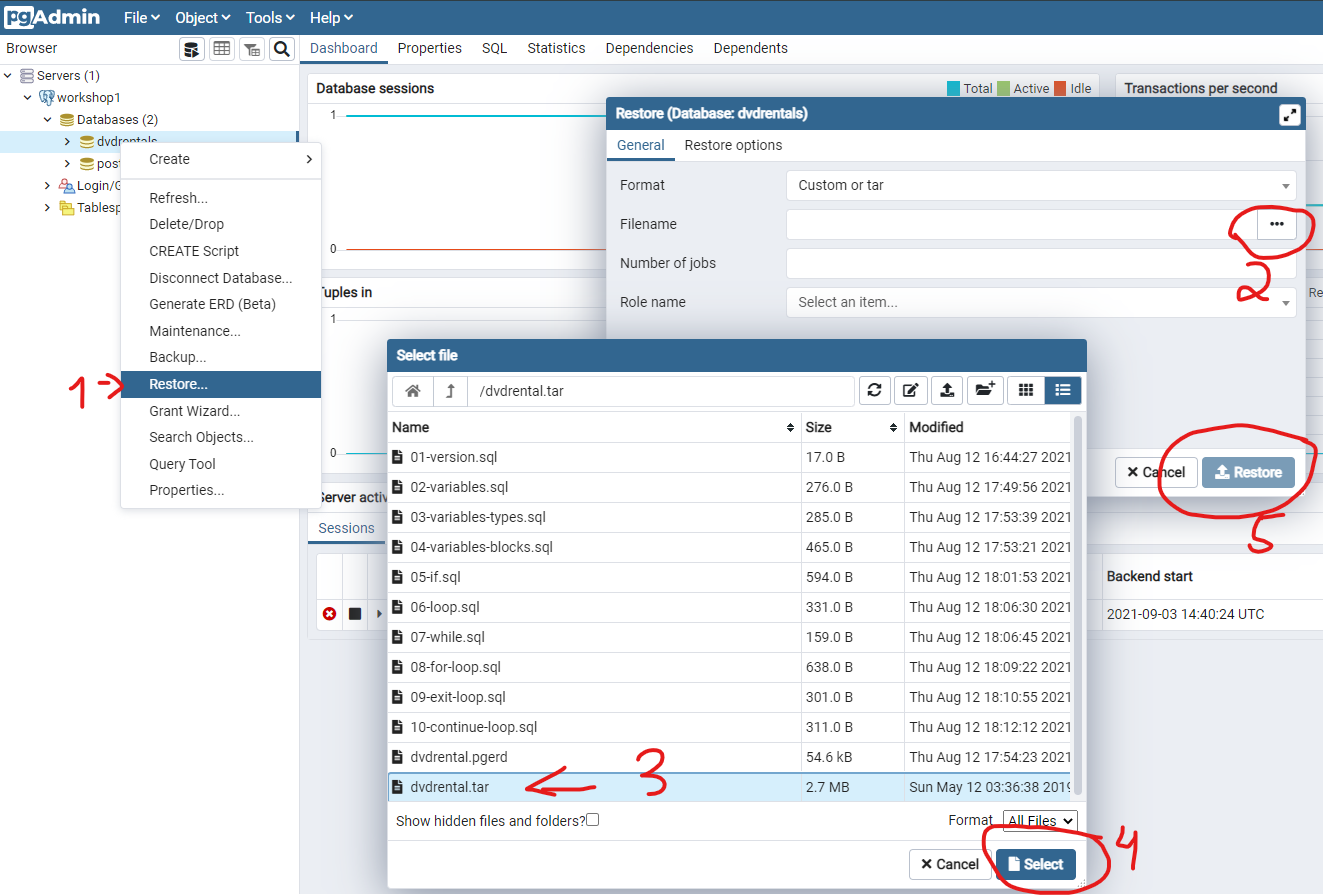 pgAdmin File Object Tools Help
Browser
Dashboard Properties SQL Statistics Dependencies Dependents
Servers (1)
workshop1
Databases (2)
dvdrentals
Login/G
Tablesp
Create
Refresh...
Delete/Drop
CREATE Script
Disconnect Database...
Generate ERD (Beta)
Maintenance...
Backup...
1 Restore...
Grant Wizard...
Search Objects...
Query Tool
Properties...
Database sessions
Total Active Idle
Transactions per second
1
0
Tuples in
1
0
Re
Server activ
Sessions
Backend start
2021-09-03 14:40:24 UTC
Restore (Database: dvdrentals)
General Restore options
Format Custom or tar
Filename ...
2
Number of jobs
Role name Select an item...
Cancel Restore
5
Select file
/dvdrental.tar
Name Size Modified
01-version.sql 17.0 B Thu Aug 12 16:44:27 2021
02-variables.sql 276.0 B Thu Aug 12 17:49:56 2021
03-variables-types.sql 285.0 B Thu Aug 12 17:53:39 2021
04-variables-blocks.sql 465.0 B Thu Aug 12 17:53:21 2021
05-if.sql 594.0 B Thu Aug 12 18:01:53 2021
06-loop.sql 331.0 B Thu Aug 12 18:06:30 2021
07-while.sql 159.0 B Thu Aug 12 18:06:45 2021
08-for-loop.sql 638.0 B Thu Aug 12 18:09:22 2021
09-exit-loop.sql 301.0 B Thu Aug 12 18:10:55 2021
10-continue-loop.sql 311.0 B Thu Aug 12 18:12:12 2021
dvdrental.pgerd 54.6 kB Thu Aug 12 17:54:23 2021
dvdrental.tar 3 2.7 MB Sun May 12 03:36:38 2019
Show hidden files and folders?
Format All Files
Cancel Select 4